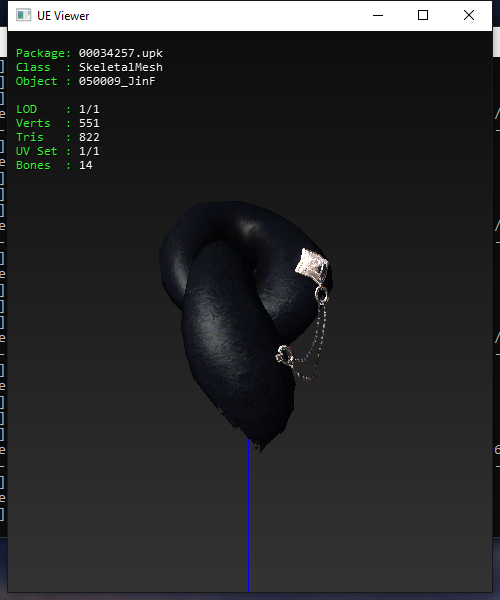 UE Viewer
Package: 00034257.upk
Class : SkeletalMesh
Object : 050009_JinF
LOD : 1/1
Verts : 551
Tris : 822
UV Set : 1/1
Bones : 14